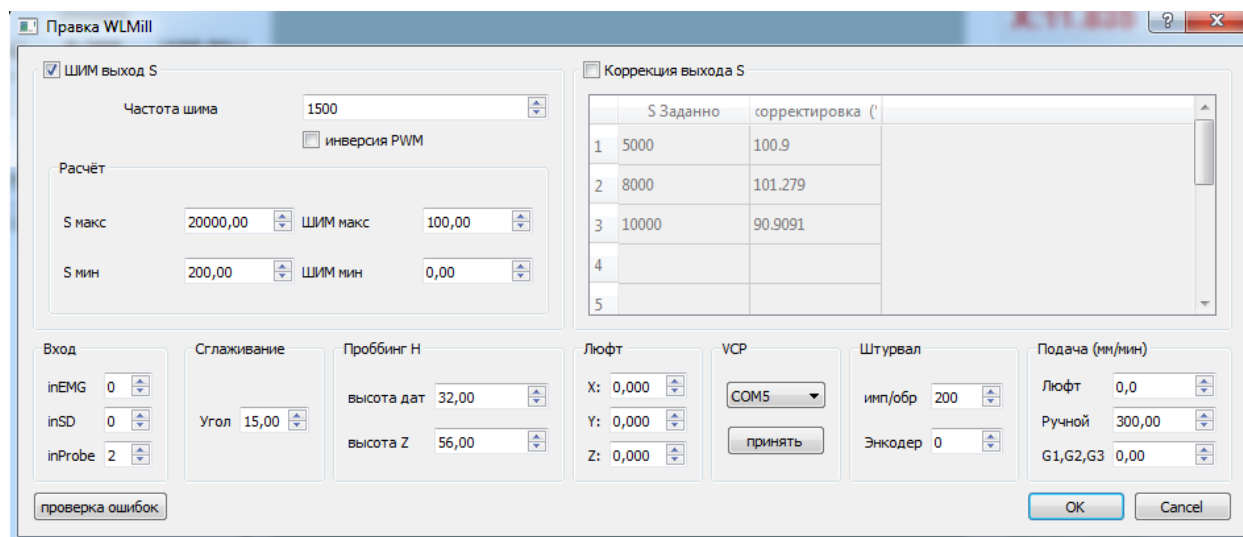 Правка WLMill
ШИМ выход S
Частота шима 1500
инверсия PWM
Расчёт
S макс 20000,00 ШИМ макс 100,00
S мин 200,00 ШИМ мин 0,00
Коррекция выхода S
S Заданно корректировка ('
1 5000 100.9
2 8000 101.279
3 10000 90.9091
4
5
Вход
inEMG 0
inSD 0
inProbe 2
Сглаживание
Угол 15,00
Проббинг H
высота дат 32,00
высота Z 56,00
Люфт
X: 0,000
Y: 0,000
Z: 0,000
VCP
COM5
принять
Штурвал
имп/обр 200
Энкодер 0
Подача (мм/мин)
Люфт 0,0
Ручной 300,00
G1,G2,G3 0,00
проверка ошибок
OK Cancel